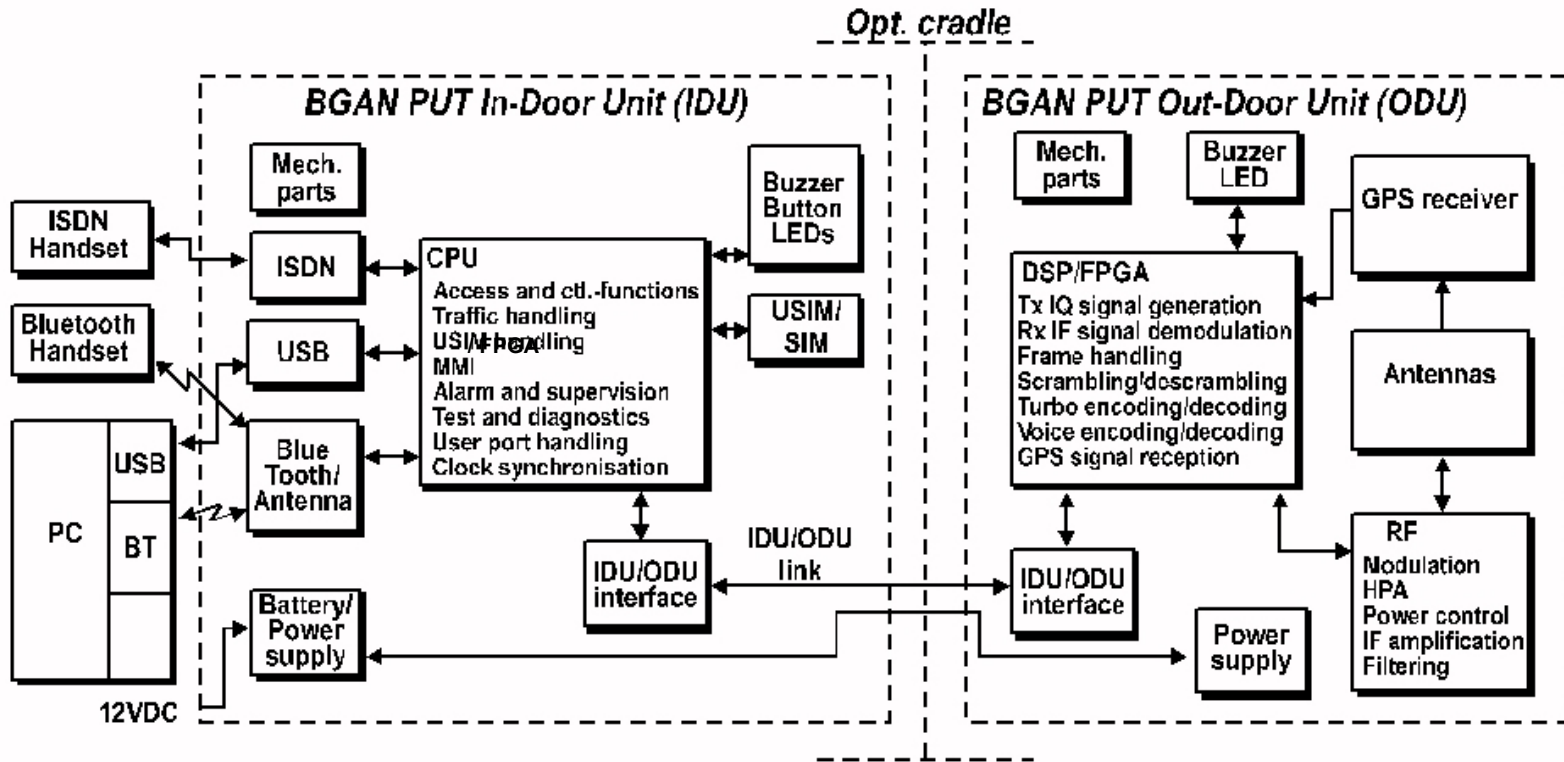 Opt. cradle
BGAN PUT In-Door Unit (IDU)
BGAN PUT Out-Door Unit (ODU)
Mech.
parts
Buzzer
Button
LEDs
Mech.
parts
Buzzer
LED
GPS receiver
ISDN
Handset
ISDN
CPU
Access and ctl.-functions
Traffic handling
USIM handling
/FPGA
MMI
Alarm and supervision
Test and diagnostics
User port handling
Clock synchronisation
USIM/
SIM
DSP/FPGA
Tx IQ signal generation
Rx IF signal demodulation
Frame handling
Scrambling/descrambling
Turbo encoding/decoding
Voice encoding/decoding
GPS signal reception
Antennas
Bluetooth
Handset
USB
PC
USB
BT
Blue
Tooth/
Antenna
IDU/ODU
interface
IDU/ODU
link
IDU/ODU
interface
RF
Nodulation
HPA
Power control
IF amplification
Filtering
Battery/
Power
supply
Power
supply
12VDC